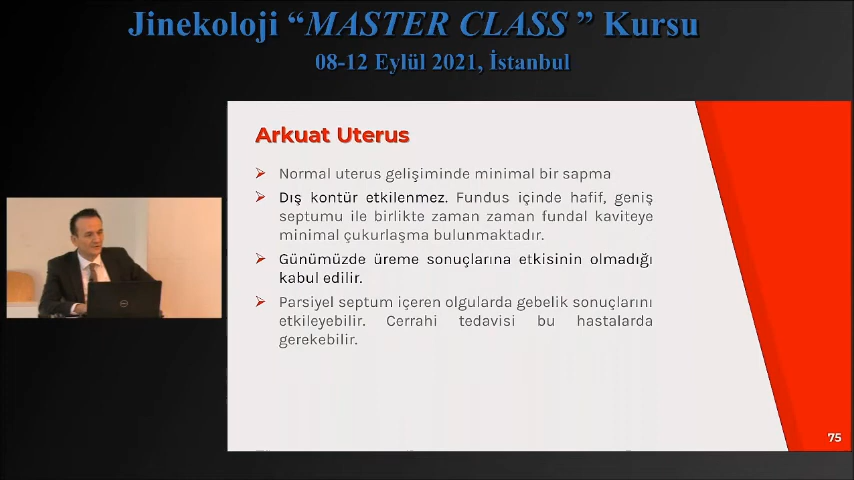 Jinekoloji “MASTER CLASS ” Kursu
08-12 Eylül 2021, İstanbul
Arkuat Uterus
Normal uterus gelişiminde minimal bir sapma
Dış kontür etkilenmez. Fundus içinde hafif, geniş
septumu ile birlikte zaman zaman fundal kaviteye
minimal çukurlaşma bulunmaktadır.
Günümüzde üreme sonuçlarına etkisinin olmadığı
kabul edilir.
Parsiyel septum içeren olgularda gebelik sonuçlarını
etkileyebilir. Cerrahi tedavisi bu hastalarda
gerekebilir.
75